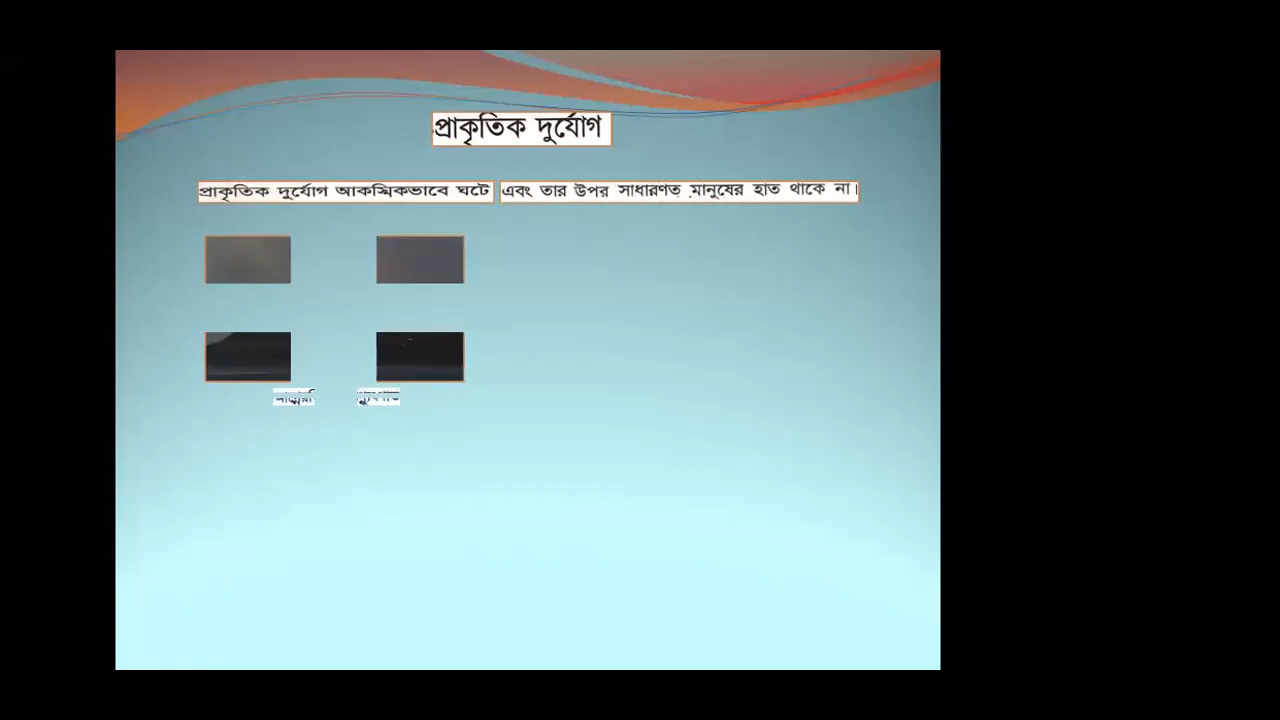 প্রাকৃতিক দুর্যোগ
প্রাকৃতিক দুর্যোগ আকস্মিকভাবে ঘটে এবং তার উপর সাধারণত মানুষের হাত থাকে না।